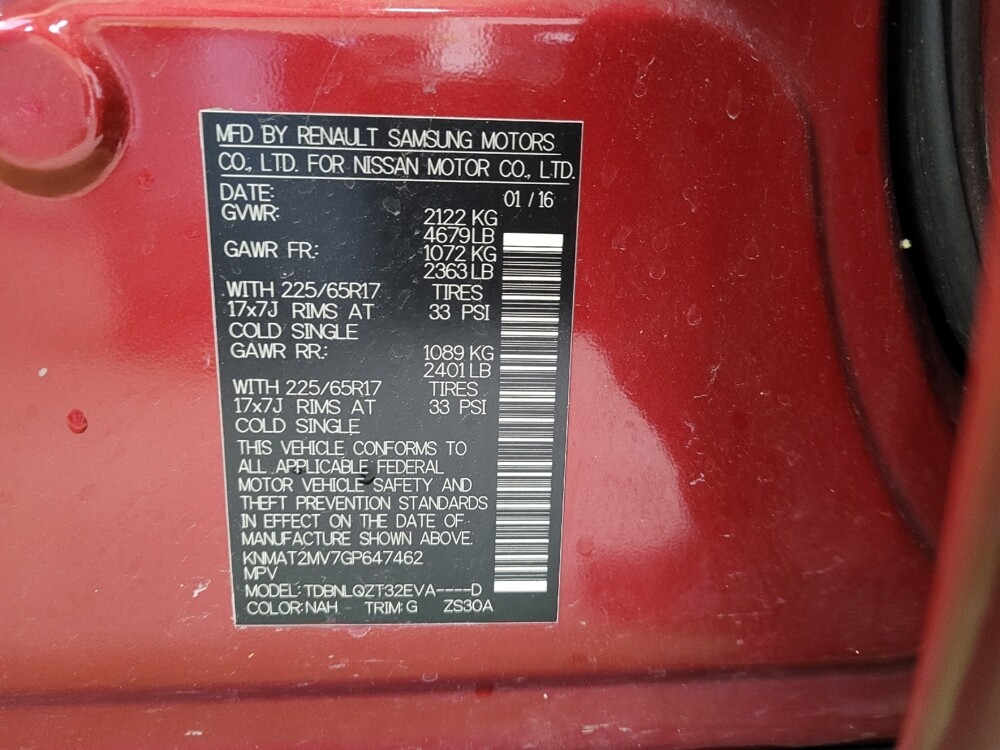 MFD BY RENAULT SAMSUNG MOTORS
CO., LTD. FOR NISSAN MOTOR CO., LTD.
DATE: 01 / 16
GVWR: 2122 KG
4679 LB
GAWR FR: 1072 KG
2363 LB
WITH 225/65R17 TIRES
17x7J RIMS AT 33 PSI
COLD SINGLE
GAWR RR: 1089 KG
2401 LB
WITH 225/65R17 TIRES
17x7J RIMS AT 33 PSI
COLD SINGLE
THIS VEHICLE CONFORMS TO
ALL APPLICABLE FEDERAL
MOTOR VEHICLE SAFETY AND
THEFT PREVENTION STANDARDS
IN EFFECT ON THE DATE OF
MANUFACTURE SHOWN ABOVE.
KNMAT2MV7GP647462
MPV
MODEL: TDBNLQZT32EVA----D
COLOR: NAH TRIM: G ZS30A